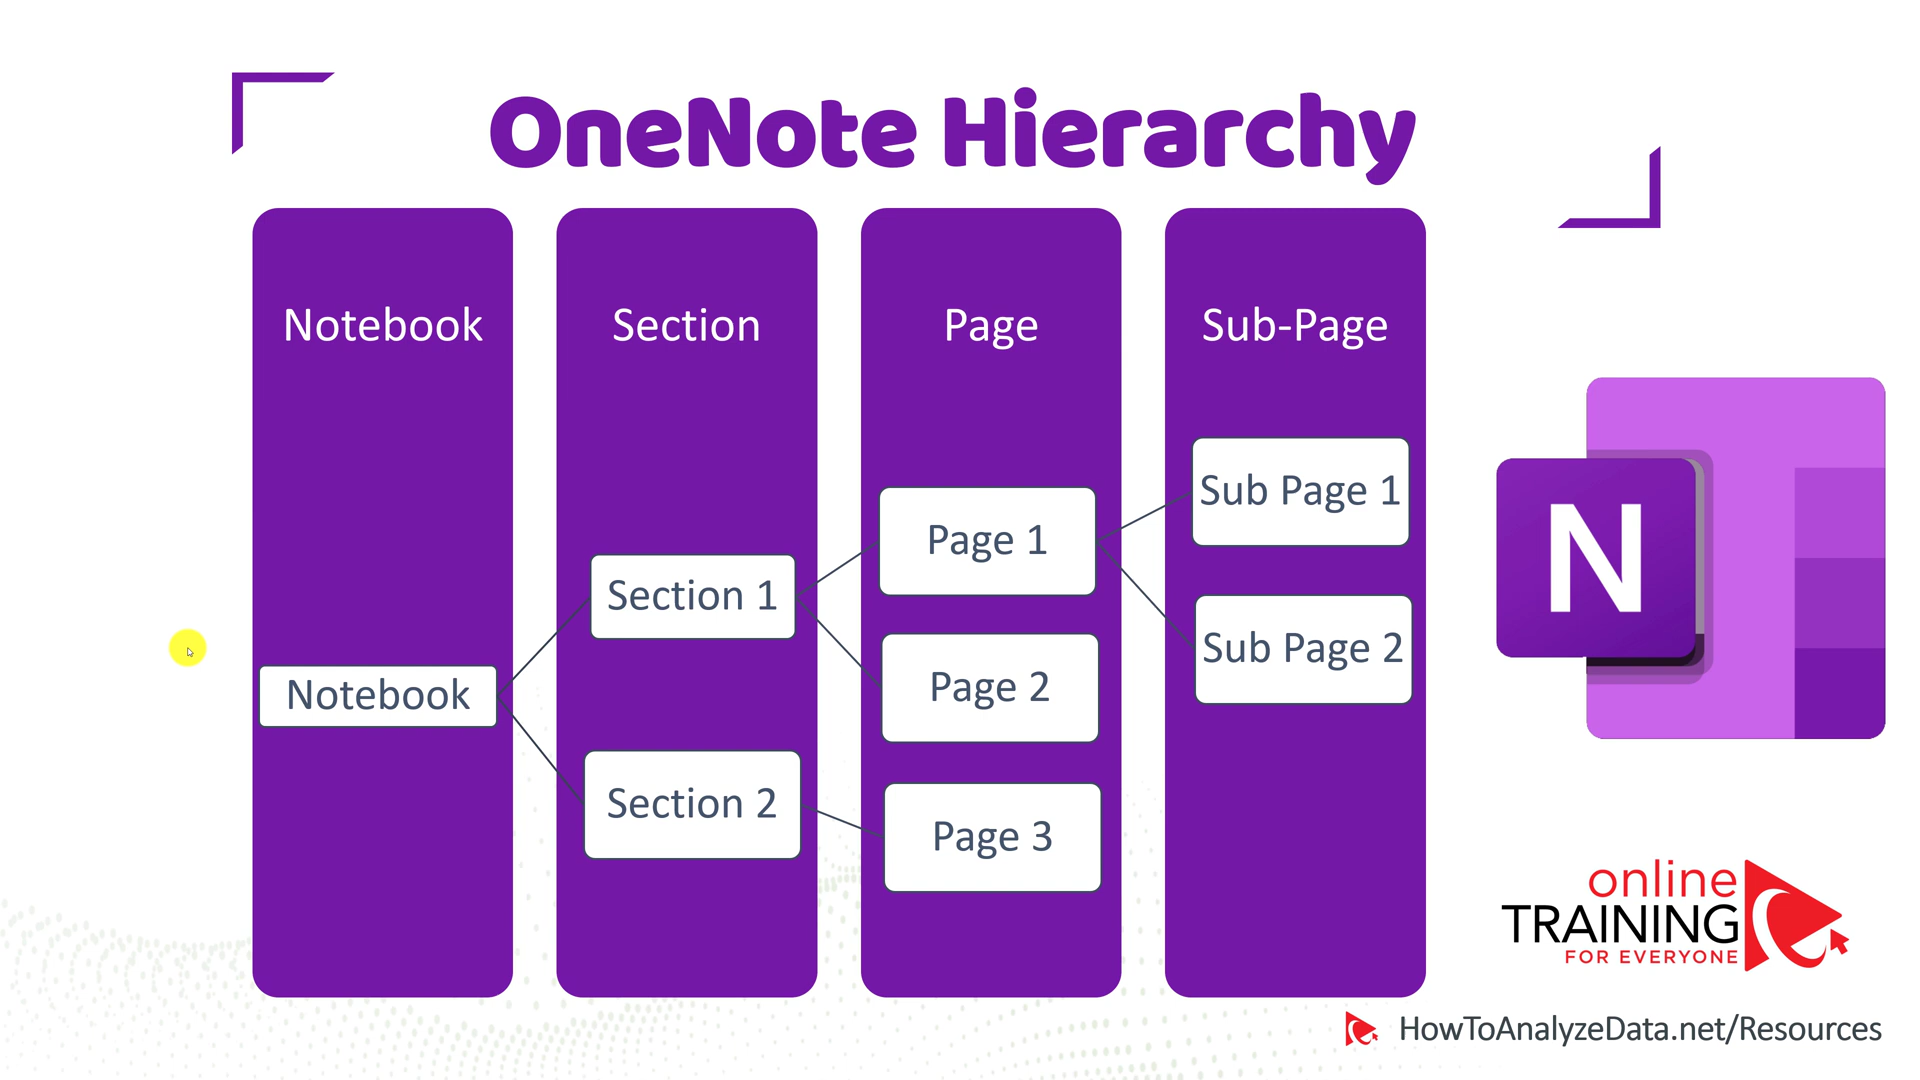 OneNote Hierarchy
Notebook
Section
Page
Sub-Page
Notebook
Section 1
Section 2
Page 1
Page 2
Page 3
Sub Page 1
Sub Page 2
N
online
TRAINING
FOR EVERYONE
HowToAnalyzeData.net/Resources